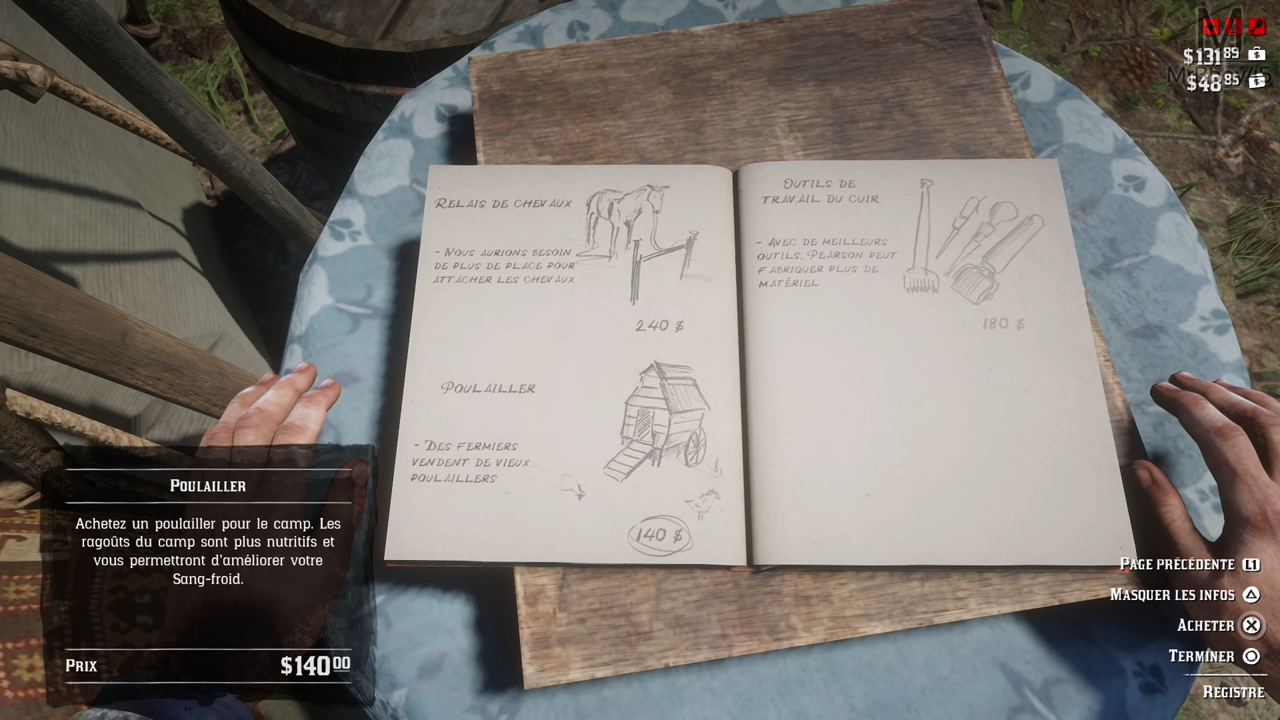 $131 89
$48 85
RELAIS DE CHEVAUX
- NOUS AURIONS BESOIN
DE PLUS DE PLACE POUR
ATTACHER LES CHEVAUX
240 $
POULAILLER
- DES FERMIERS
VENDENT DE VIEUX
POULAILLERS
140 $
OUTILS DE
TRAVAIL DU CUIR
- AVEC DE MEILLEURS
OUTILS, PEARSON PEUT
FABRIQUER PLUS DE
MATÉRIEL
180 $
POULAILLER
Achetez un poulailler pour le camp. Les
ragoûts du camp sont plus nutritifs et
vous permettront d'améliorer votre
Sang-froid.
PRIX $140 00
PAGE PRÉCÉDENTE L1
MASQUER LES INFOS
ACHETER
TERMINER
REGISTRE